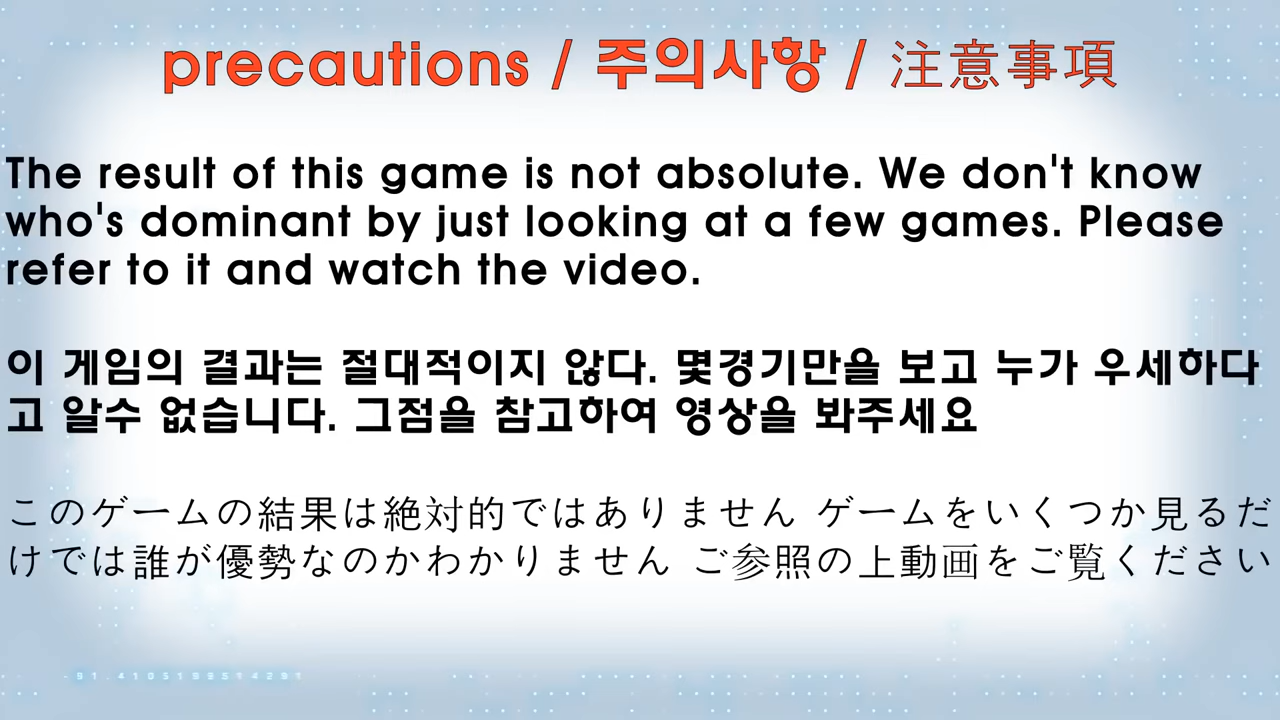 precautions / 주의사항 / 注意事項
The result of this game is not absolute. We don't know
who's dominant by just looking at a few games. Please
refer to it and watch the video.
이 게임의 결과는 절대적이지 않다. 몇경기만을 보고 누가 우세하다
고 알수 없습니다. 그점을 참고하여 영상을 봐주세요
このゲームの結果は絶対的ではありません ゲームをいくつか見るだ
けでは誰が優勢なのかわかりません ご参照の上動画をご覧ください